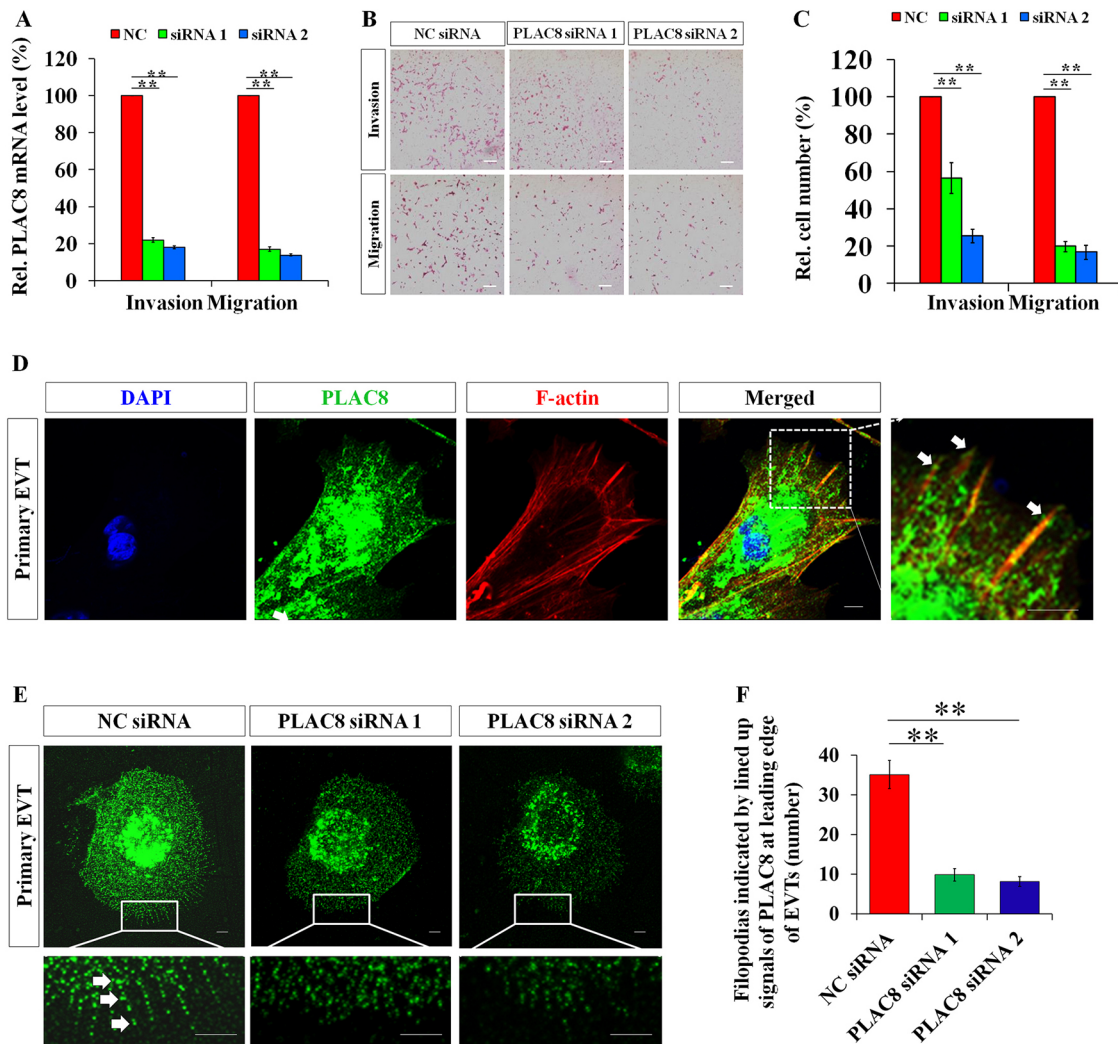 A
NC siRNA 1 siRNA 2
Rel. PLAC8 mRNA level (%)
120
100
80
60
40
20
0
**
**
**
**
Invasion Migration
B
NC siRNA PLAC8 siRNA 1 PLAC8 siRNA 2
Invasion
Migration
C
NC siRNA 1 siRNA 2
Rel. cell number (%)
120
100
80
60
40
20
0
**
**
**
**
Invasion Migration
D
DAPI PLAC8 F-actin Merged
Primary EVT
E
NC siRNA PLAC8 siRNA 1 PLAC8 siRNA 2
Primary EVT
F
Filopodias indicated by lined up
signals of PLAC8 at leading edge
of EVTs (number)
40
30
20
10
0
**
**
NC siRNA
PLAC8 siRNA 1
PLAC8 siRNA 2